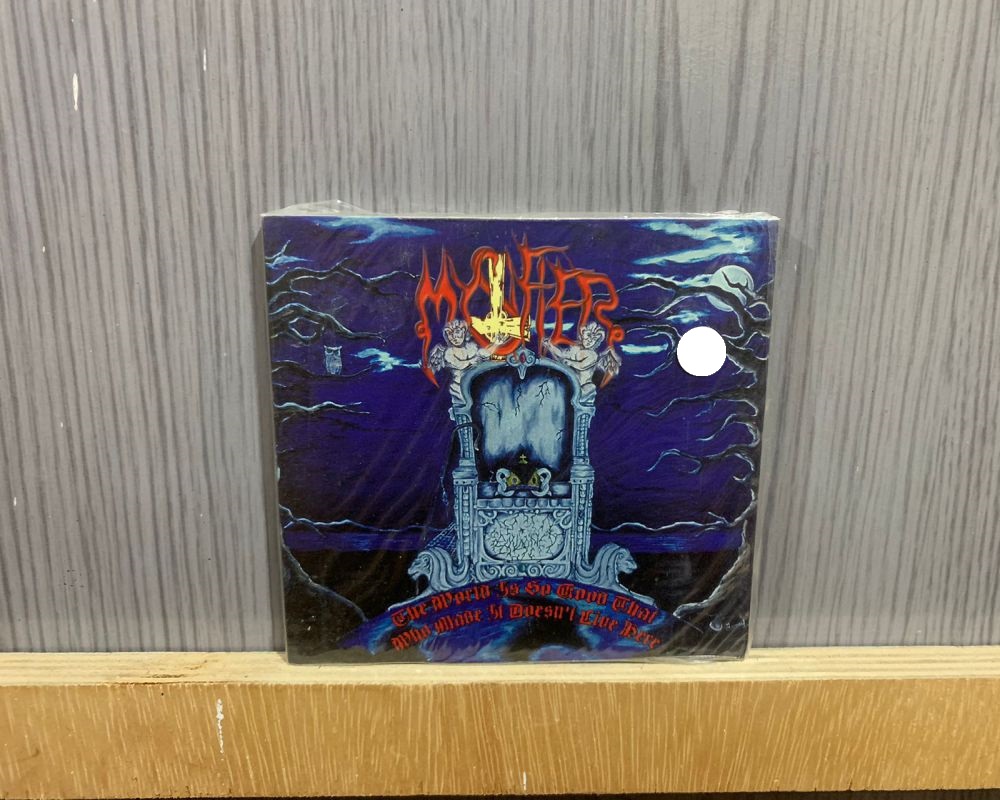 MYSTIFIER
The World Is So Good That
Who Made It Doesn't Live Here